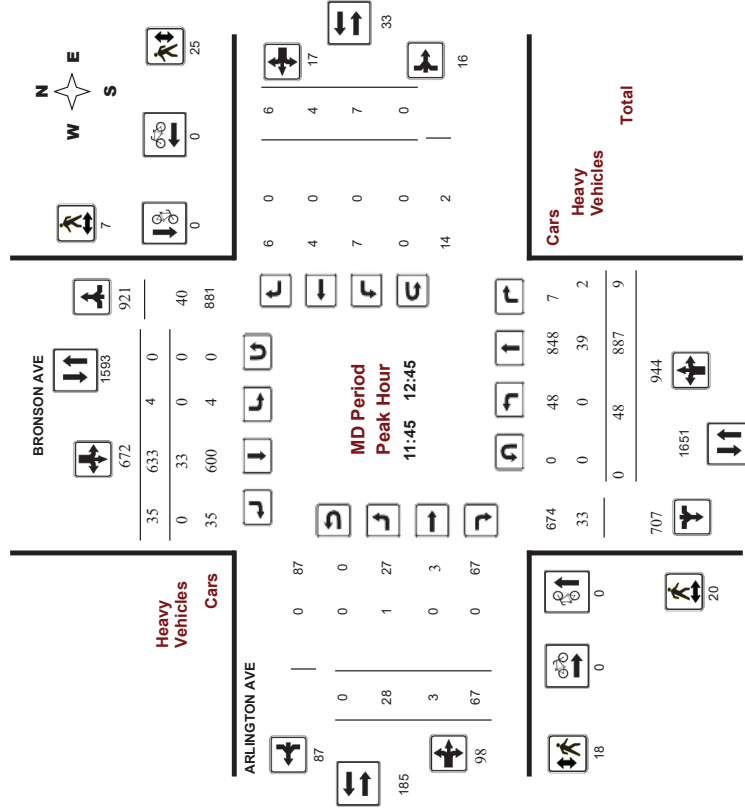 N
W E
S
BRONSON AVE
7
0
0
25
672
1593
921
35 633 4 0
0 33 0 0 40
35 600 4 0 881
Heavy
Vehicles
Cars
17
33
16
6 0 6
4 0 4
7 0 7
0 0 0
14 2
MD Period
Peak Hour
11:45 12:45
ARLINGTON AVE
87
185
98
0 87
0 0 0
28 1 27
3 0 3
67 0 67
Cars
Heavy
Vehicles
Total
674 0 48 848 7
33 0 0 39 2
0 48 887 9
707
1651
944
18
0
0
20